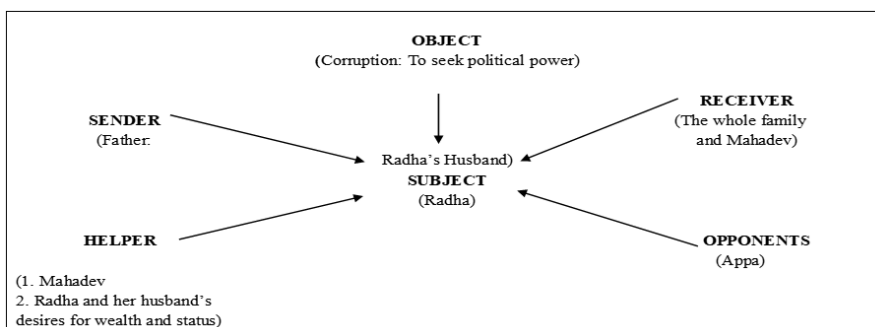 OBJECT
(Corruption: To seek political power)
SENDER
(Father:
RECEIVER
(The whole family
and Mahadev)
Radha's Husband)
SUBJECT
(Radha)
HELPER
(1. Mahadev
2. Radha and her husband's
desires for wealth and status)
OPPONENTS
(Appa)